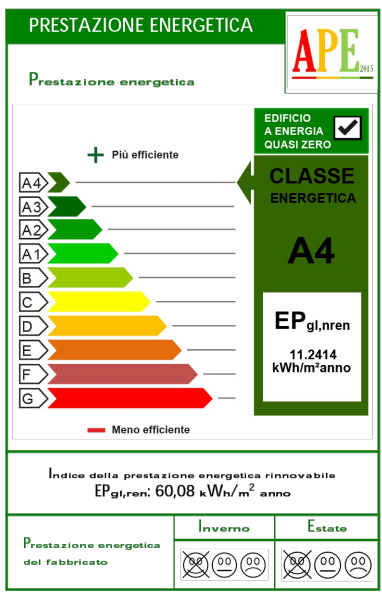 PRESTAZIONE ENERGETICA
APE 2015
Prestazione energetica
EDIFICIO
A ENERGIA
QUASI ZERO
+ Più efficiente
CLASSE
ENERGETICA
A4
A4
A3
A2
A1
B
C
D
E
F
G
EPgl,nren
11.2414
kWh/m²anno
Meno efficiente
Indice della prestazione energetica rinnovabile
EPgl,ren: 60,08 kWh/m² anno
Prestazione energetica
del fabbricato
Inverno
Estate